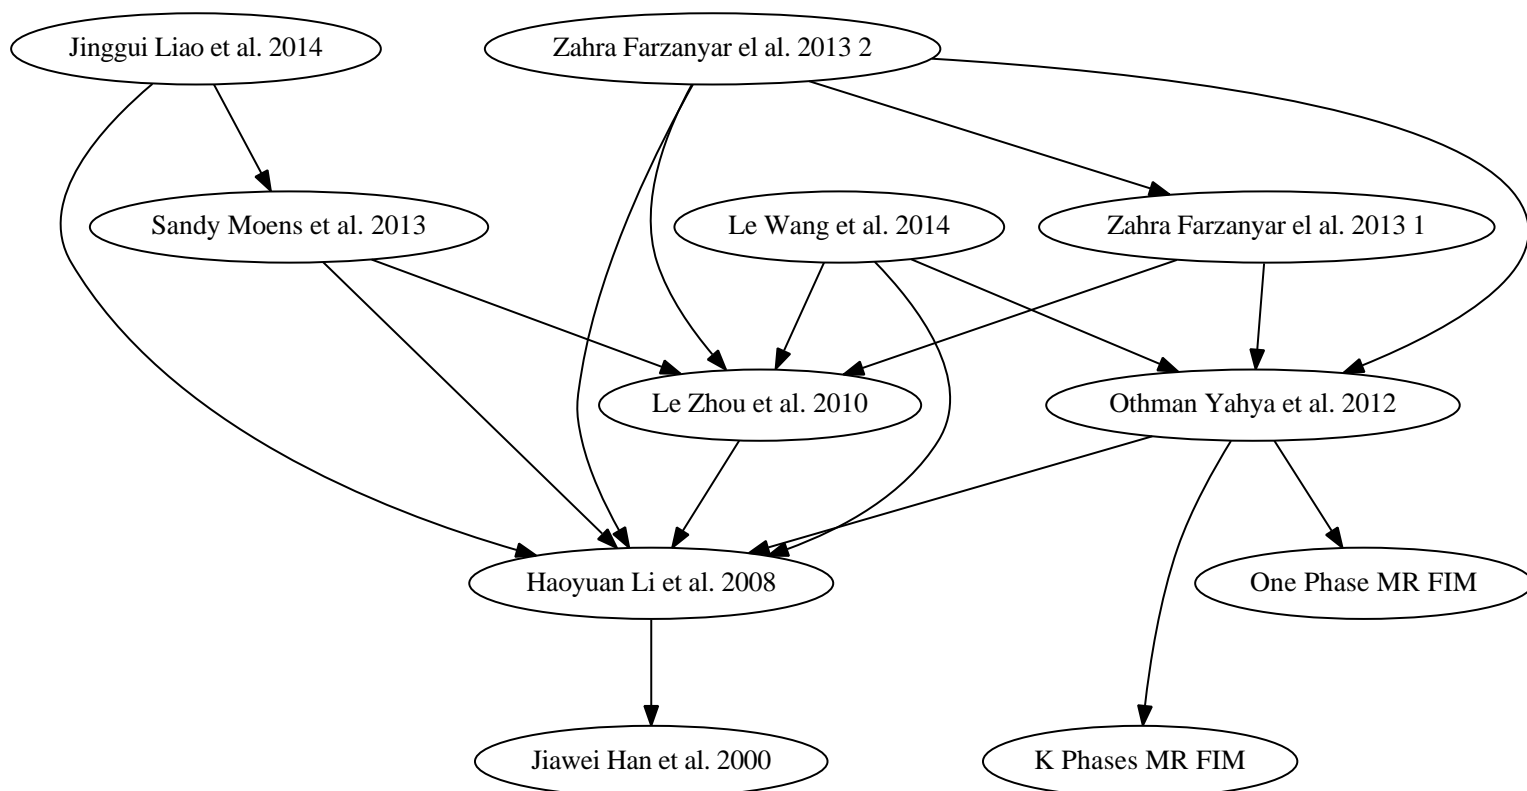 Jinggui Liao et al. 2014
Zahra Farzanyar el al. 2013 2
Sandy Moens et al. 2013
Le Wang et al. 2014
Zahra Farzanyar el al. 2013 1
Le Zhou et al. 2010
Othman Yahya et al. 2012
Haoyuan Li et al. 2008
One Phase MR FIM
Jiawei Han et al. 2000
K Phases MR FIM